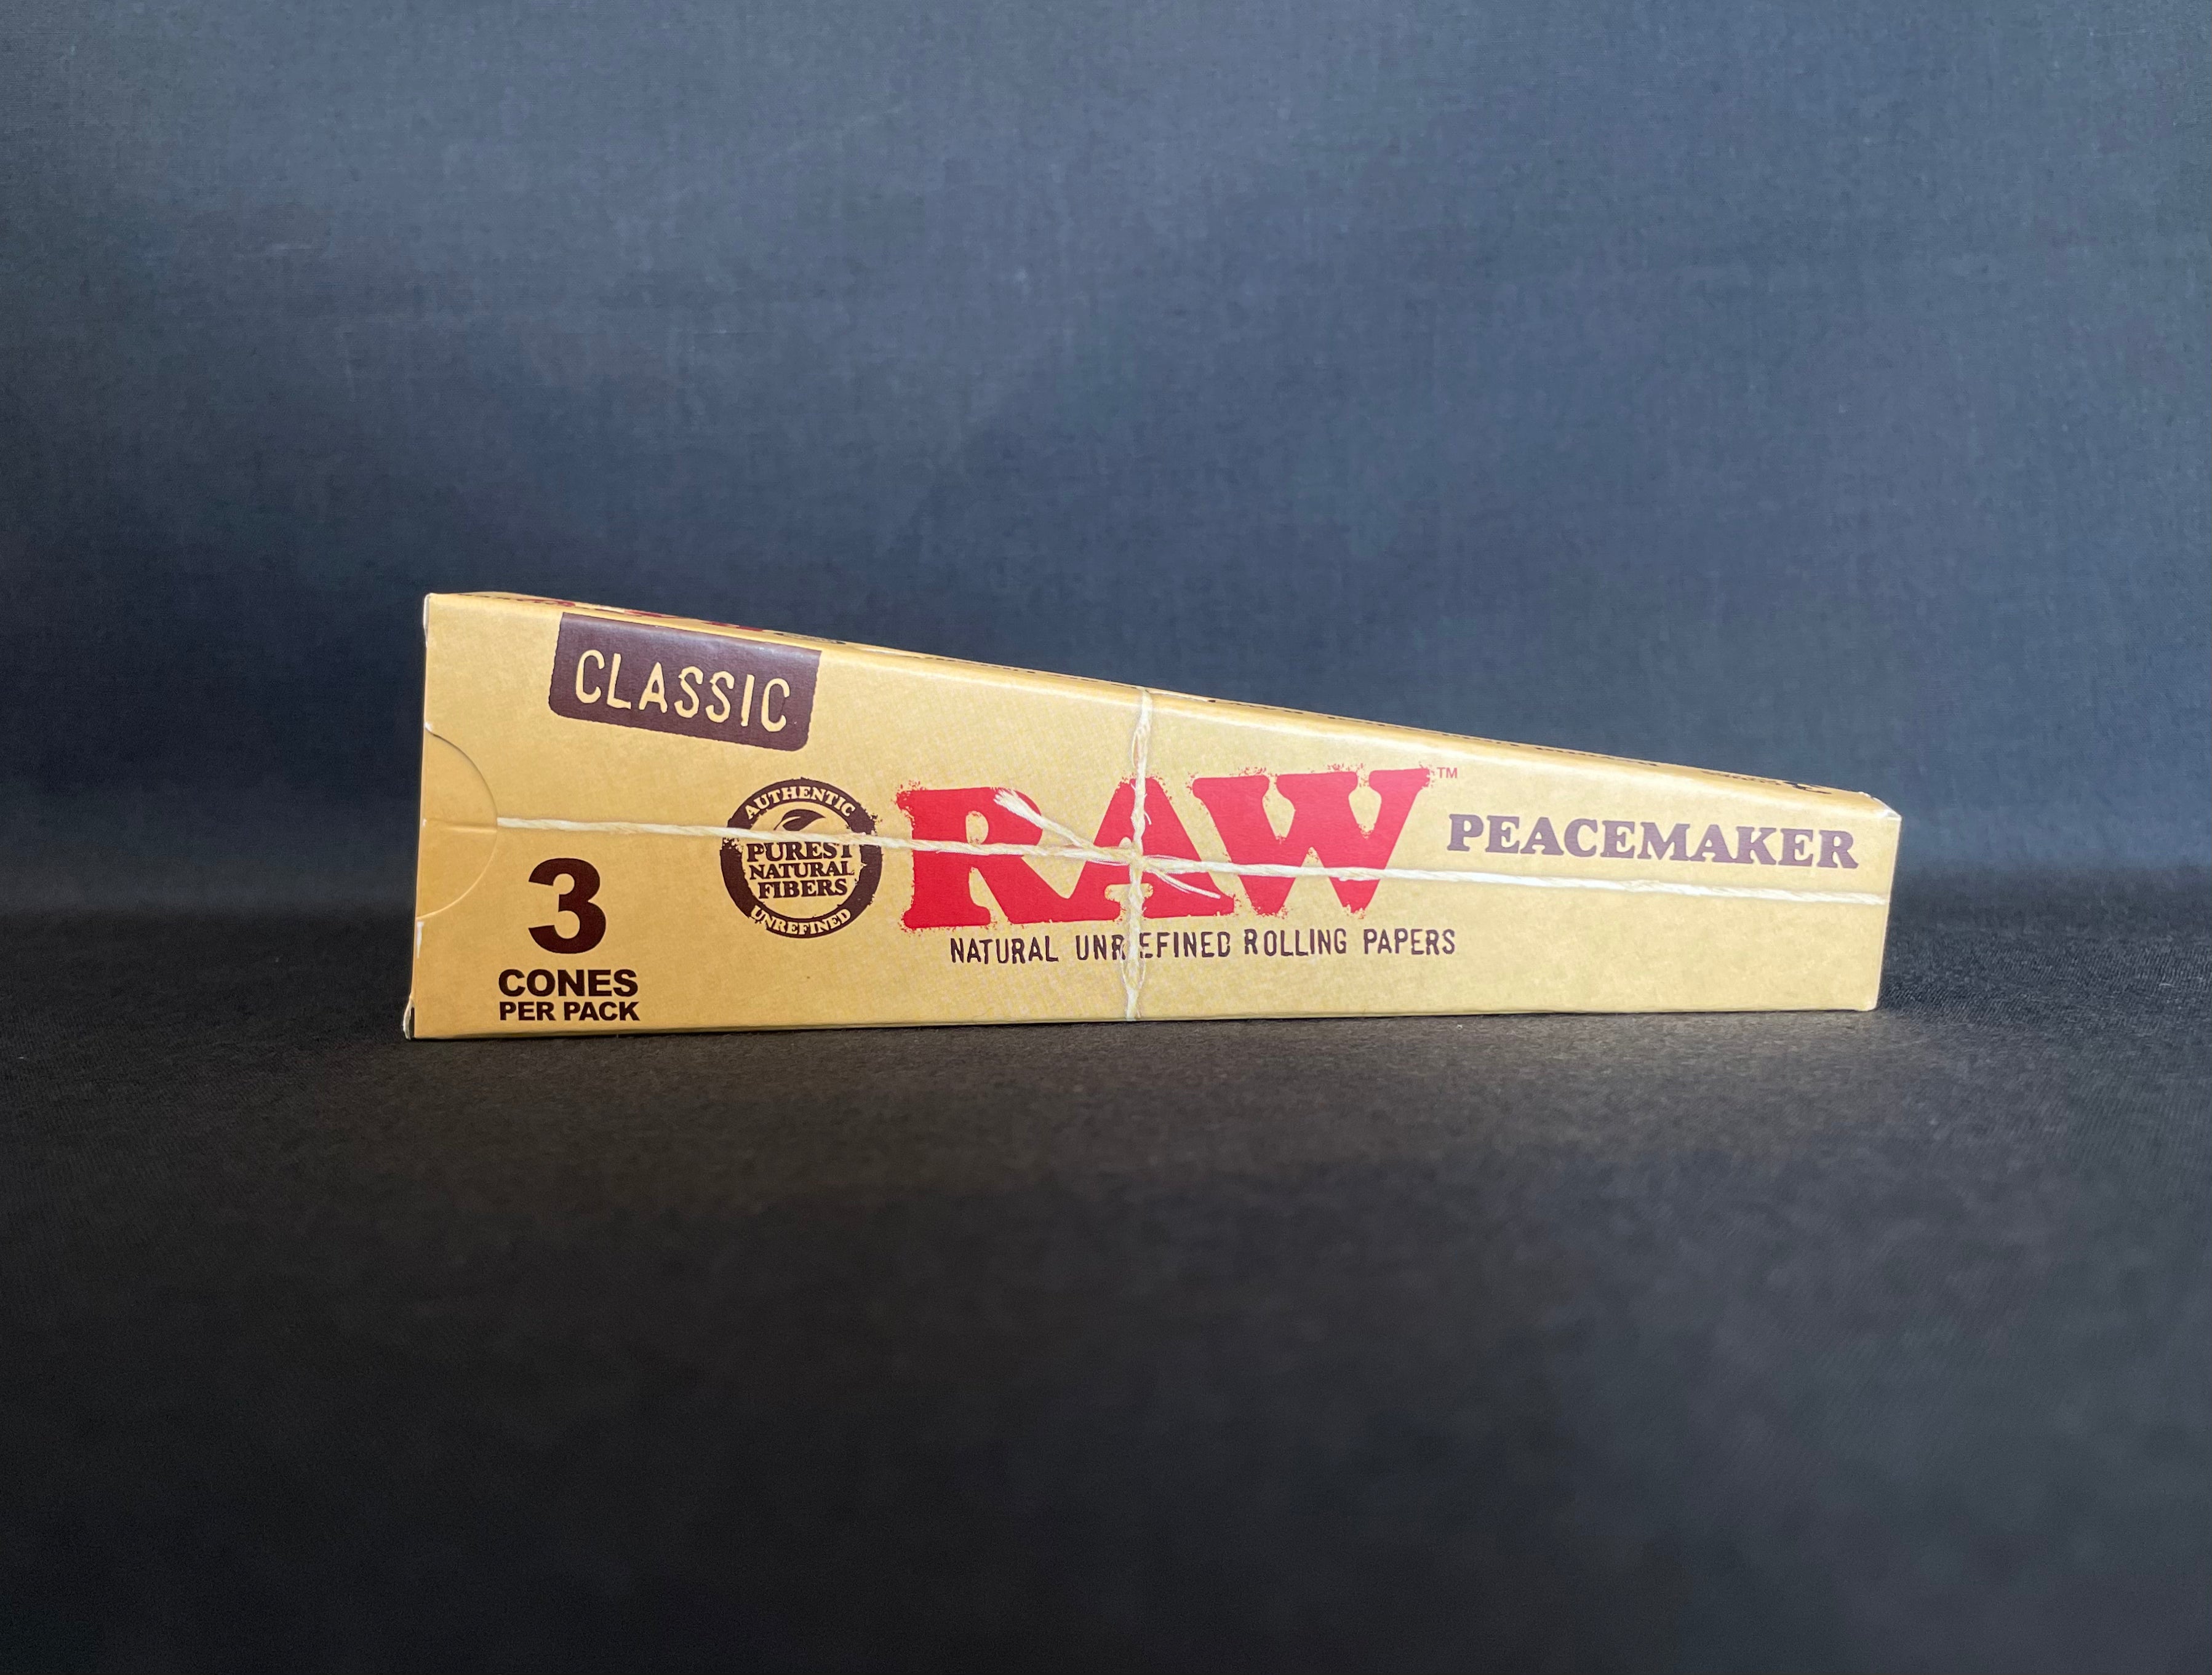 CLASSIC
3
CONES
PER PACK
AUTHENTIC
PUREST
NATURAL
FIBERS
UNREFINED
RAW™
PEACEMAKER
NATURAL UNREFINED ROLLING PAPERS